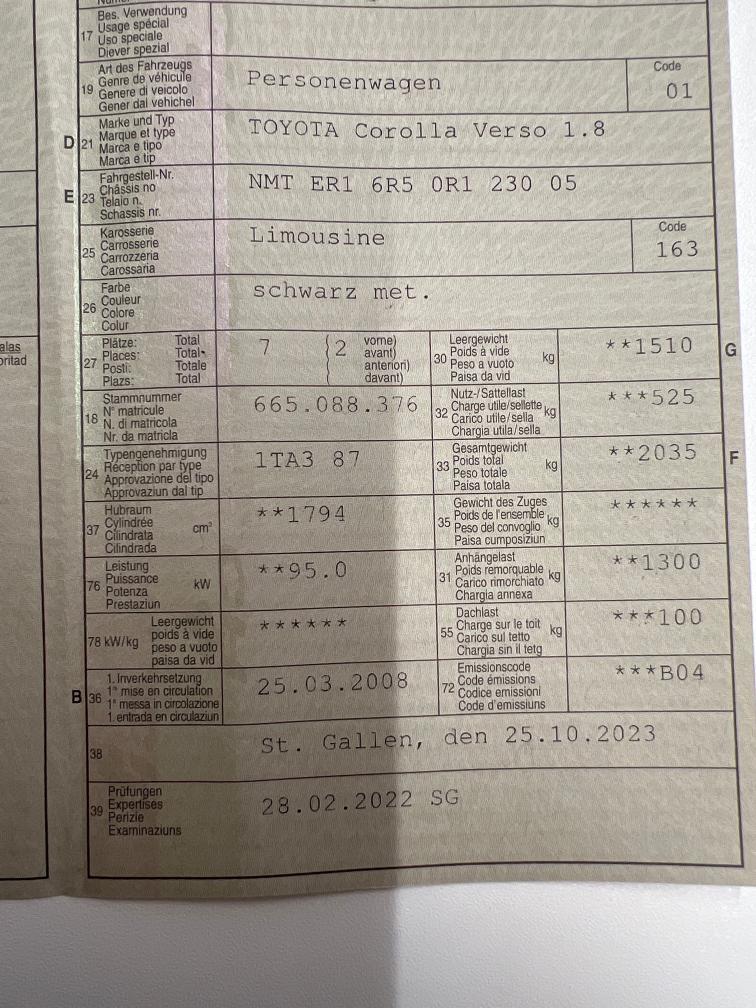 Bes. Verwendung
17 Usage spécial
Uso speciale
Diever spezial
Art des Fahrzeugs
19 Genre de véhicule
Genere di veicolo
Gener dal vehichel
Personenwagen
Code
01
Marke und Typ
D 21 Marque et type
Marca e tipo
Marca e tip
TOYOTA Corolla Verso 1.8
Fahrgestell-Nr.
E 23 Châssis no
Telaio n.
Schassis nr.
NMT ER1 6R5 0R1 230 05
Karosserie
25 Carrosserie
Carrozzeria
Carossaria
Limousine
Code
163
Farbe
26 Couleur
Colore
Colur
schwarz met.
Plätze: Total
27 Places: Total
Posti: Totale
Plazs: Total
7 (2 vorne)
avant)
anteriori)
davant)
Leergewicht
30 Poids à vide kg
Peso a vuoto
Paisa da vid
**1510 G
alas
oritad
Stammnummer
18 N° matricule
N. di matricola
Nr. da matricla
665.088.376
Nutz-/Sattellast
32 Charge utile/sellette kg
Carico utile/sella
Chargia utila/sella
***525
Typengenehmigung
24 Réception par type
Approvazione del tipo
Approvaziun dal tip
1TA3 87
Gesamtgewicht
33 Poids total kg
Peso totale
Paisa totala
**2035 F
Hubraum
37 Cylindrée cm³
Cilindrata
Cilindrada
**1794
Gewicht des Zuges
35 Poids de l'ensemble kg
Peso del convoglio
Paisa cumposiziun
******
Leistung
76 Puissance kW
Potenza
Prestaziun
**95.0
Anhängelast
31 Poids remorquable kg
Carico rimorchiato
Chargia annexa
**1300
Leergewicht
78 kW/kg poids à vide
peso a vuoto
paisa da vid
******
Dachlast
55 Charge sur le toit kg
Carico sul tetto
Chargia sin il tetg
***100
1. Inverkehrsetzung
B 36 1re mise en circulation
1a messa in circolazione
1. entrada en circulaziun
25.03.2008
Emissionscode
72 Code émissions
Codice emissioni
Code d'emissiuns
***B04
38 St. Gallen, den 25.10.2023
Prüfungen
39 Expertises
Perizie
Examinaziuns
28.02.2022 SG